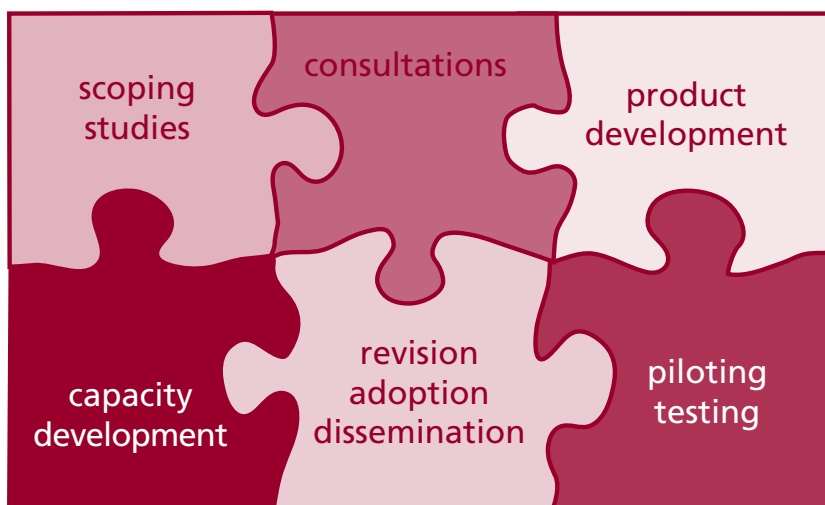 scoping
studies
consultations
product
development
capacity
development
revision
adoption
dissemination
piloting
testing